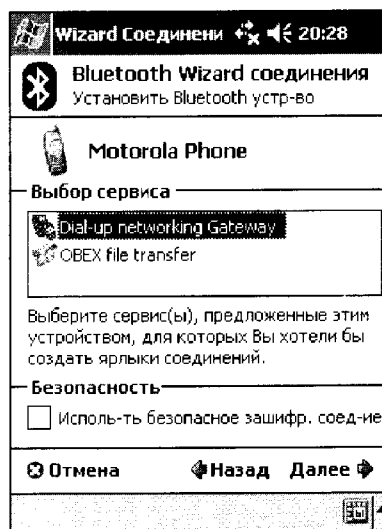 Wizard Соединени 20:28
Bluetooth Wizard соединения
Установить Bluetooth устр-во
Motorola Phone
Выбор сервиса
Dial-up networking Gateway
OBEX file transfer
Выберите сервис(ы), предложенные этим
устройством, для которых Вы хотели бы
создать ярлыки соединений.
Безопасность
Исполь-ть безопасное зашифр. соед-ие
Отмена Назад Далее